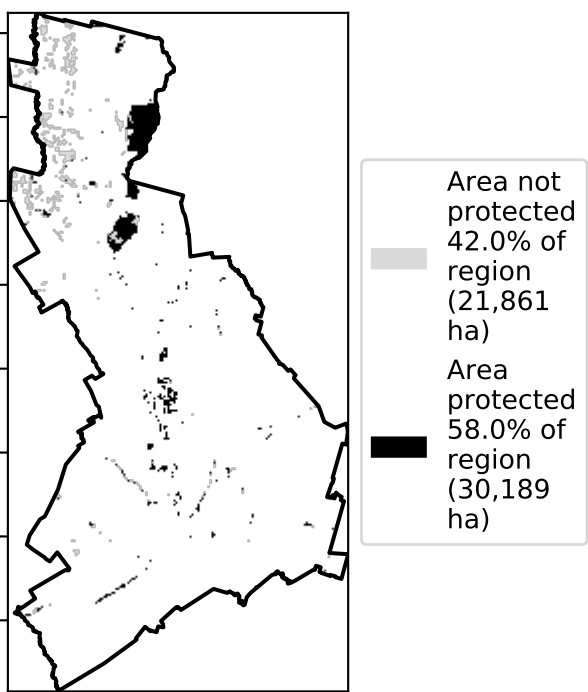 Area not
protected
42.0% of
region
(21,861
ha)
Area
protected
58.0% of
region
(30,189
ha)